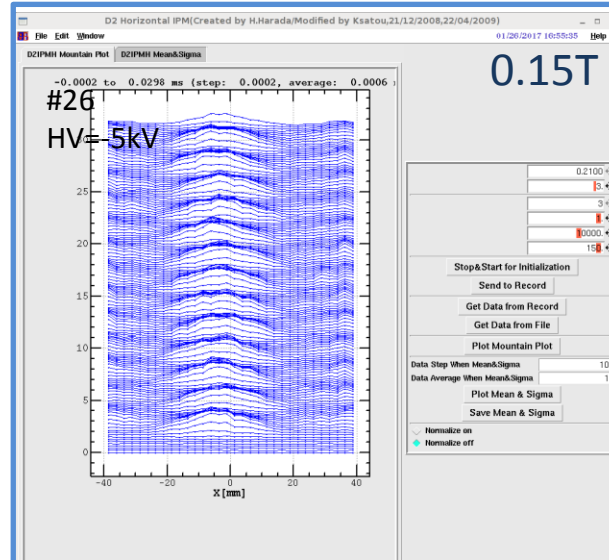 D2 Horizontal IPM(Created by H.Harada/Modified by Ksatou,21/12/2008,22/04/2009)
File Edit Window 01/26/2017 16:55:35 Help
D2IPMH Mountain Plot D2IPMH Mean&Sigma
-0.0002 to 0.0298 ms (step: 0.0002, average: 0.0006
0.15T
#26
HV=-5kV
30
25
20
15
10
5
0
-40 -20 0 20 40
X[mm]
0.2100
3.
3
1.
10000.
150.
Stop&Start for Initialization
Send to Record
Get Data from Record
Get Data from File
Plot Mountain Plot
Data Step When Mean&Sigma 10
Data Average When Mean&Sigma 1
Plot Mean & Sigma
Save Mean & Sigma
Normalize on
Normalize off